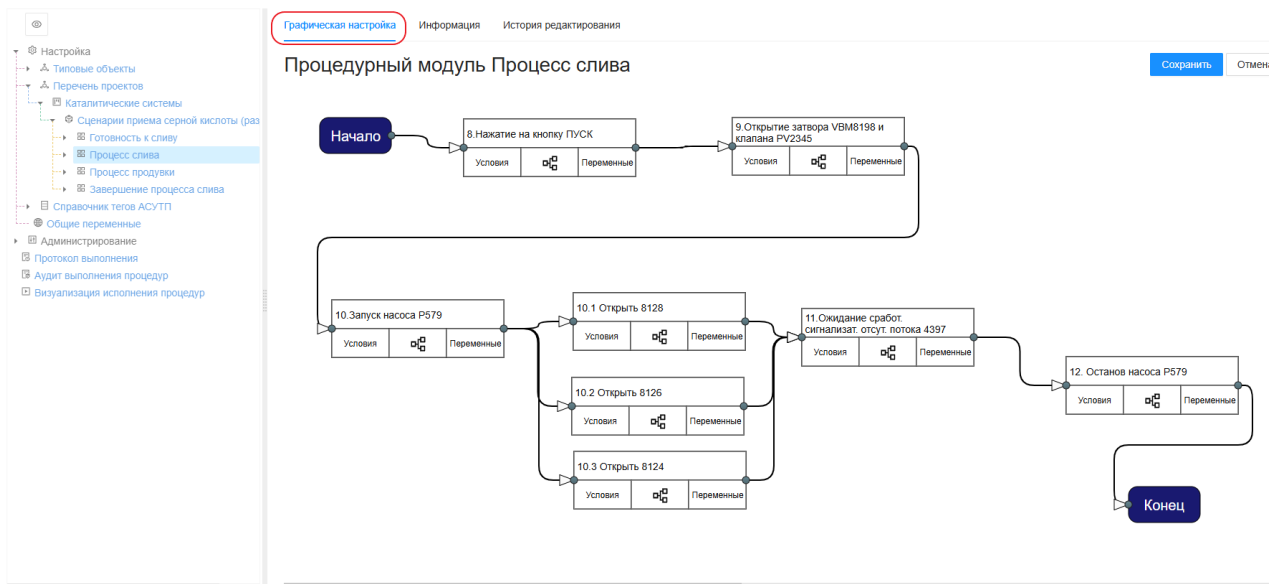 Графическая настройка
Информация
История редактирования
Настройка
Типовые объекты
Перечень проектов
Каталитические системы
Сценарии приема серной кислоты (раз
Готовность к сливу
Процесс слива
Процесс продувки
Завершение процесса слива
Справочник тегов АСУТП
Общие переменные
Администрирование
Протокол выполнения
Аудит выполнения процедур
Визуализация исполнения процедур
Процедурный модуль Процесс слива
Сохранить
Отмена
Начало
8.Нажатие на кнопку ПУСК
Условия
Переменные
9.Открытие затвора VBM8198 и
клапана PV2345
Условия
Переменные
10.Запуск насоса P579
Условия
Переменные
10.1 Открыть 8128
Условия
Переменные
10.2 Открыть 8126
Условия
Переменные
10.3 Открыть 8124
Условия
Переменные
11.Ожидание сработ.
сигнализат. отсут. потока 4397
Условия
Переменные
12. Останов насоса P579
Условия
Переменные
Конец